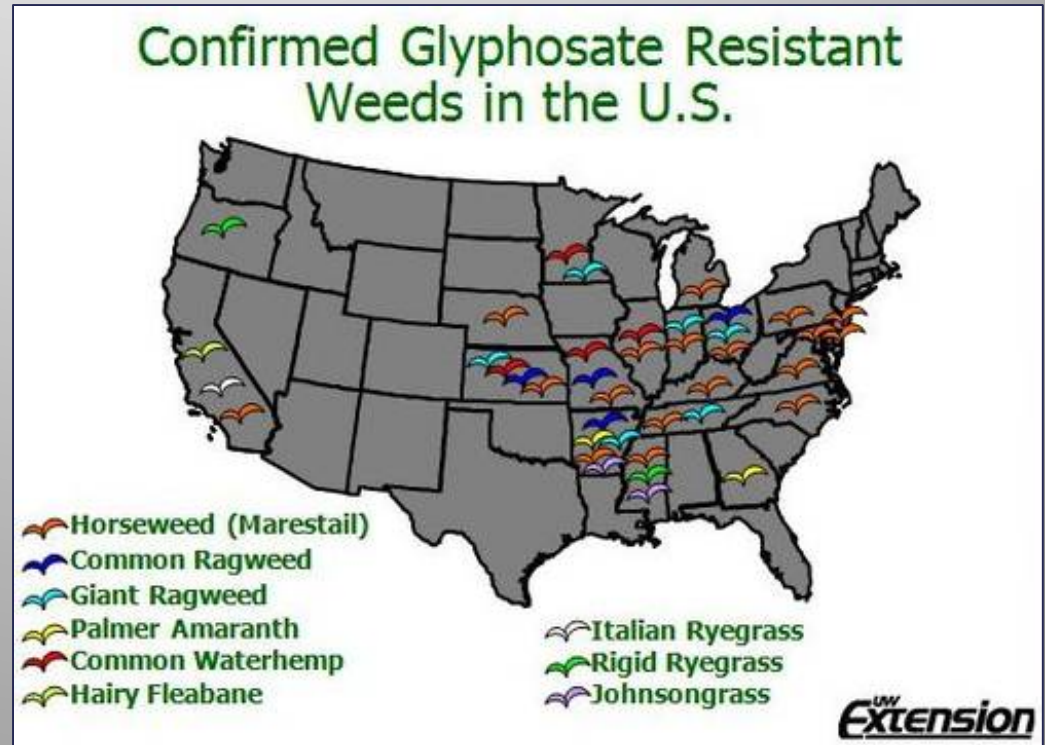 Confirmed Glyphosate Resistant
Weeds in the U.S.
Horseweed (Marestail)
Common Ragweed
Giant Ragweed
Palmer Amaranth
Common Waterhemp
Hairy Fleabane
Italian Ryegrass
Rigid Ryegrass
Johnsongrass
UW
Extension